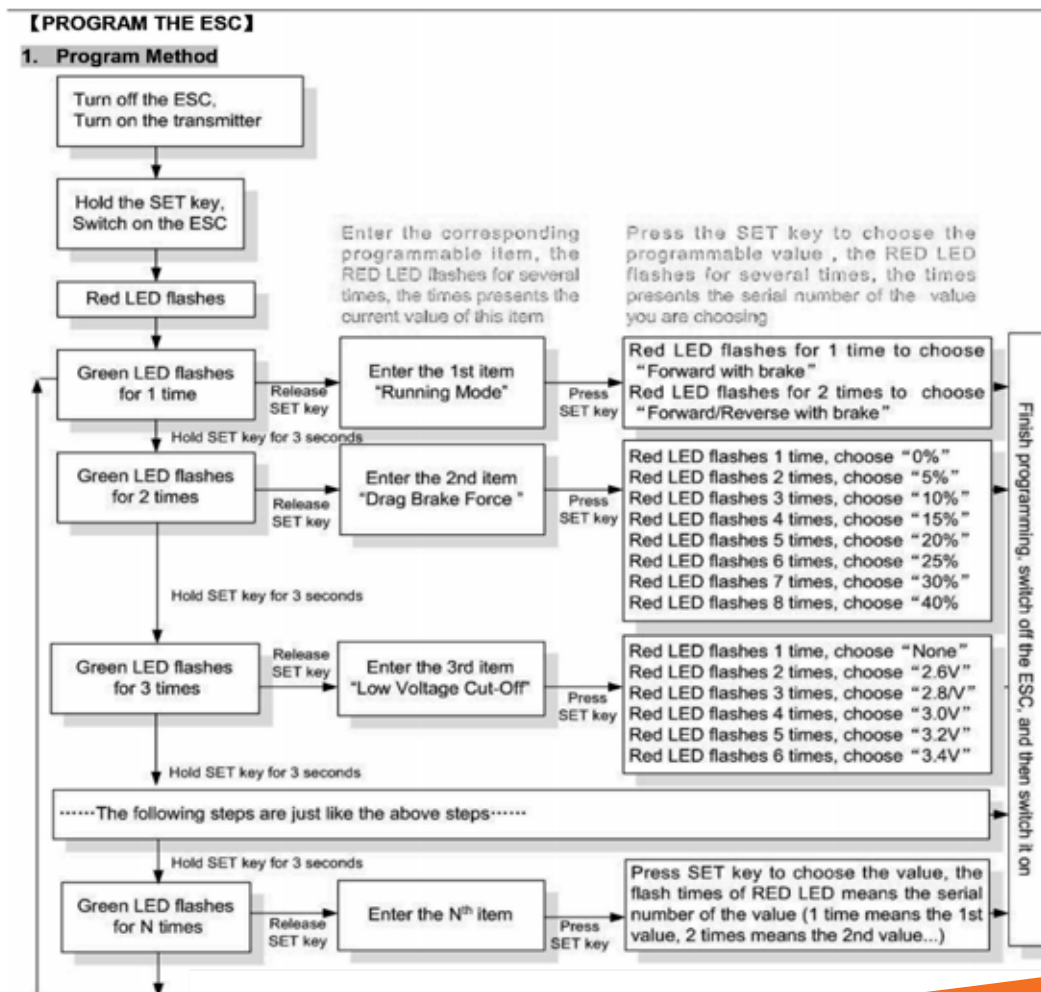 【PROGRAM THE ESC】
1. Program Method
Turn off the ESC,
Turn on the transmitter
Hold the SET key,
Switch on the ESC
Enter the corresponding
programmable item, the
RED LED flashes for several
times, the times presents the
current value of this item
Press the SET key to choose the
programmable value , the RED LED
flashes for several times, the times
presents the serial number of the value
you are choosing
Red LED flashes
Green LED flashes
for 1 time
Release
SET key
Enter the 1st item
“Running Mode”
Press
SET key
Red LED flashes for 1 time to choose
“Forward with brake”
Red LED flashes for 2 times to choose
“Forward/Reverse with brake”
Hold SET key for 3 seconds
Green LED flashes
for 2 times
Release
SET key
Enter the 2nd item
“Drag Brake Force ”
Press
SET key
Red LED flashes 1 time, choose “0%”
Red LED flashes 2 times, choose “5%”
Red LED flashes 3 times, choose “10%”
Red LED flashes 4 times, choose “15%”
Red LED flashes 5 times, choose “20%”
Red LED flashes 6 times, choose “25%
Red LED flashes 7 times, choose “30%”
Red LED flashes 8 times, choose “40%
Hold SET key for 3 seconds
Green LED flashes
for 3 times
Release
SET key
Enter the 3rd item
“Low Voltage Cut-Off”
Press
SET key
Red LED flashes 1 time, choose “None”
Red LED flashes 2 times, choose “2.6V”
Red LED flashes 3 times, choose “2.8/V”
Red LED flashes 4 times, choose “3.0V”
Red LED flashes 5 times, choose “3.2V”
Red LED flashes 6 times, choose “3.4V”
Hold SET key for 3 seconds
······The following steps are just like the above steps······
Hold SET key for 3 seconds
Green LED flashes
for N times
Release
SET key
Enter the Nth item
Press
SET key
Press SET key to choose the value, the
flash times of RED LED means the serial
number of the value (1 time means the 1st
value, 2 times means the 2nd value...)
Finish programming, switch off the ESC, and then switch it on